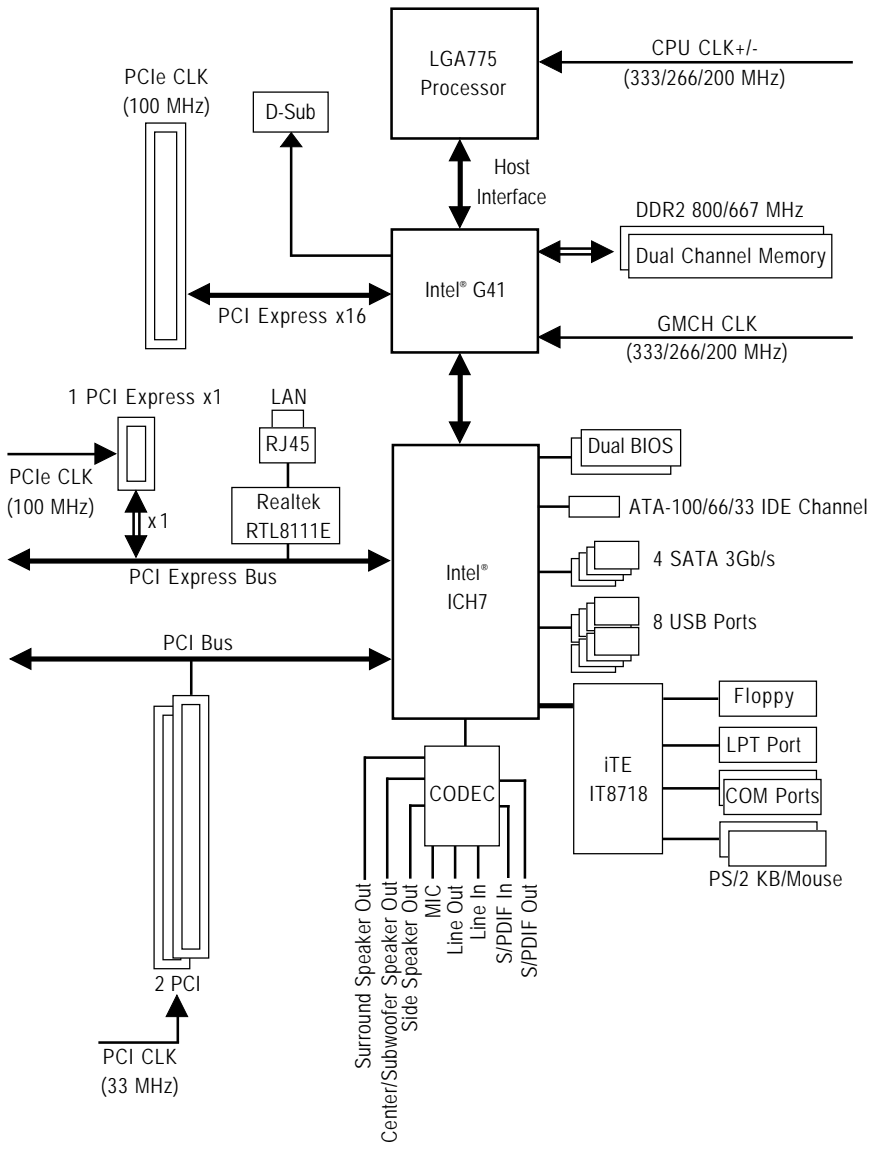 LGA775
Processor
CPU CLK+/-
(333/266/200 MHz)
PCIe CLK
(100 MHz)
D-Sub
Host
Interface
DDR2 800/667 MHz
Dual Channel Memory
Intel® G41
PCI Express x16
GMCH CLK
(333/266/200 MHz)
1 PCI Express x1
LAN
RJ45
PCIe CLK
(100 MHz)
x1
Realtek
RTL8111E
PCI Express Bus
Dual BIOS
ATA-100/66/33 IDE Channel
Intel®
ICH7
4 SATA 3Gb/s
8 USB Ports
PCI Bus
iTE
IT8718
Floppy
LPT Port
COM Ports
PS/2 KB/Mouse
CODEC
Surround Speaker Out
Center/Subwoofer Speaker Out
Side Speaker Out
MIC
Line Out
Line In
S/PDIF In
S/PDIF Out
2 PCI
PCI CLK
(33 MHz)